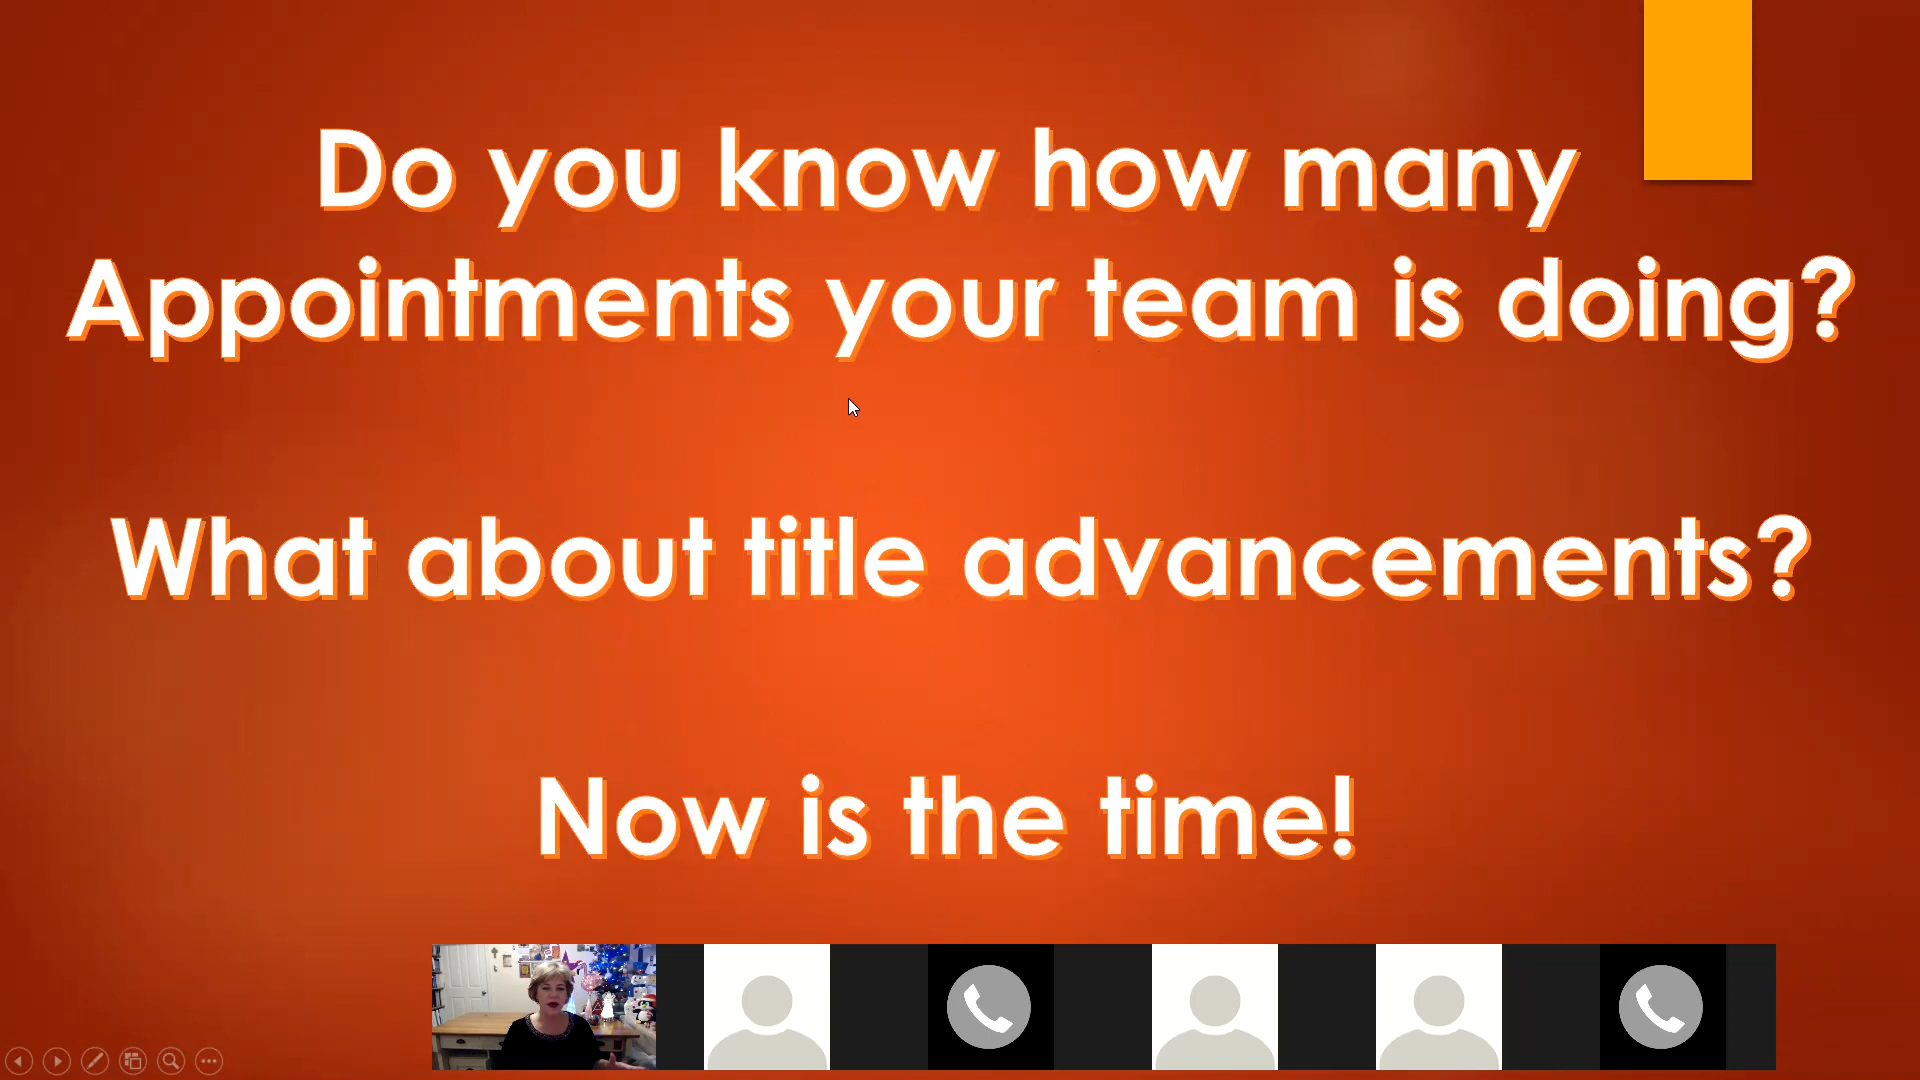 Do you know how many
Appointments your team is doing?
What about title advancements?
Now is the time!